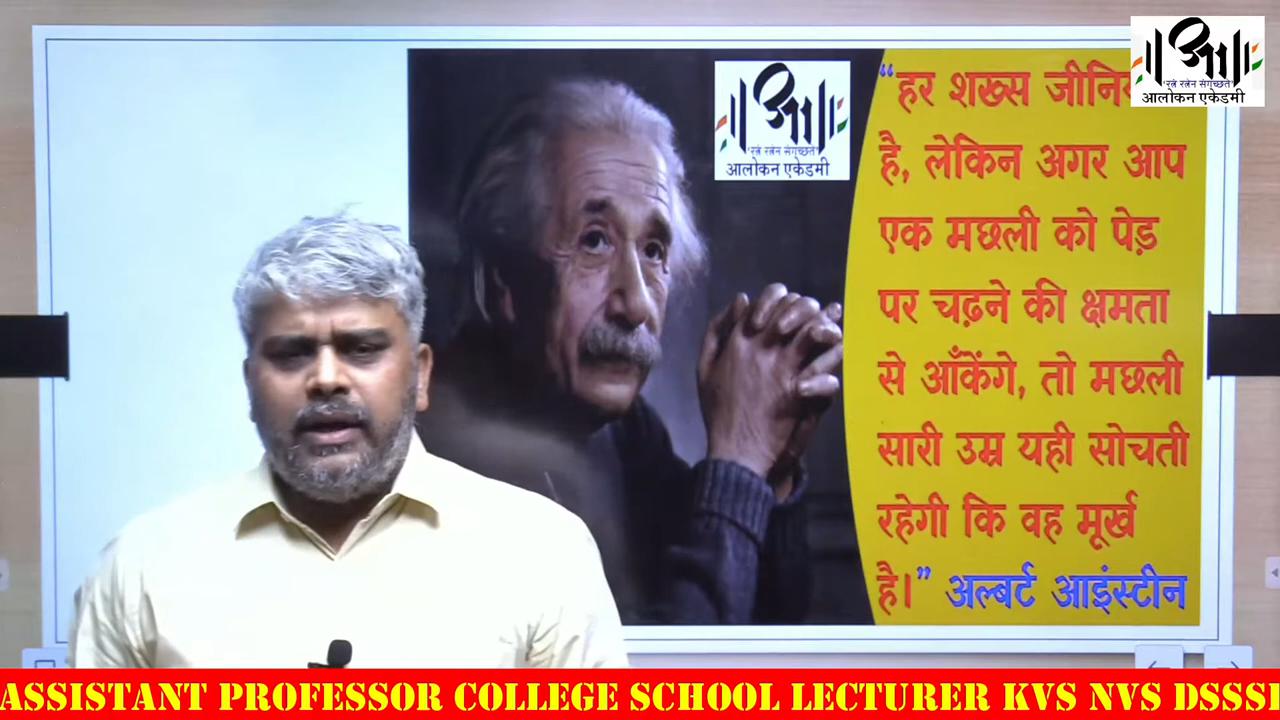 “हर शख्स
है, लेकिन अगर आप
एक मछली को पेड़
पर चढ़ने की क्षमता
से आँकेंगे, तो मछली
सारी उम्र यही सोचती
रहेगी कि वह मूर्ख
है।” अल्बर्ट आइंस्टीन
आलोकन एकेडमी
आलोकन एकेडमी
ASSISTANT PROFESSOR COLLEGE SCHOOL LECTURER KVS NVS